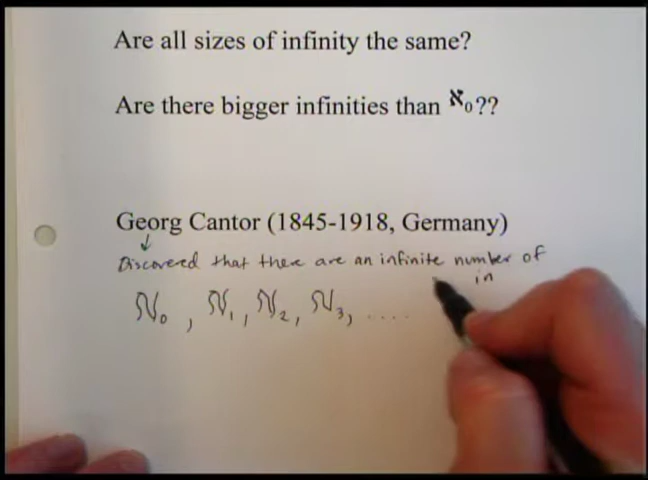 Are all sizes of infinity the same?
Are there bigger infinities than ℵ₀??
Georg Cantor (1845-1918, Germany)
↓
Discovered that there are an infinite number of
in
ℵ₀, ℵ₁, ℵ₂, ℵ₃, ....